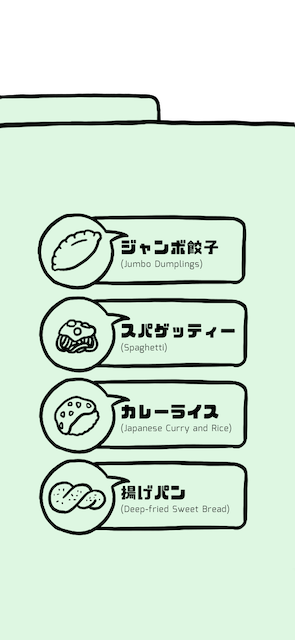 ジャンボ餃子
(Jumbo Dumplings)
スパゲッティー
(Spaghetti)
カレーライス
(Japanese Curry and Rice)
揚げパン
(Deep-fried Sweet Bread)